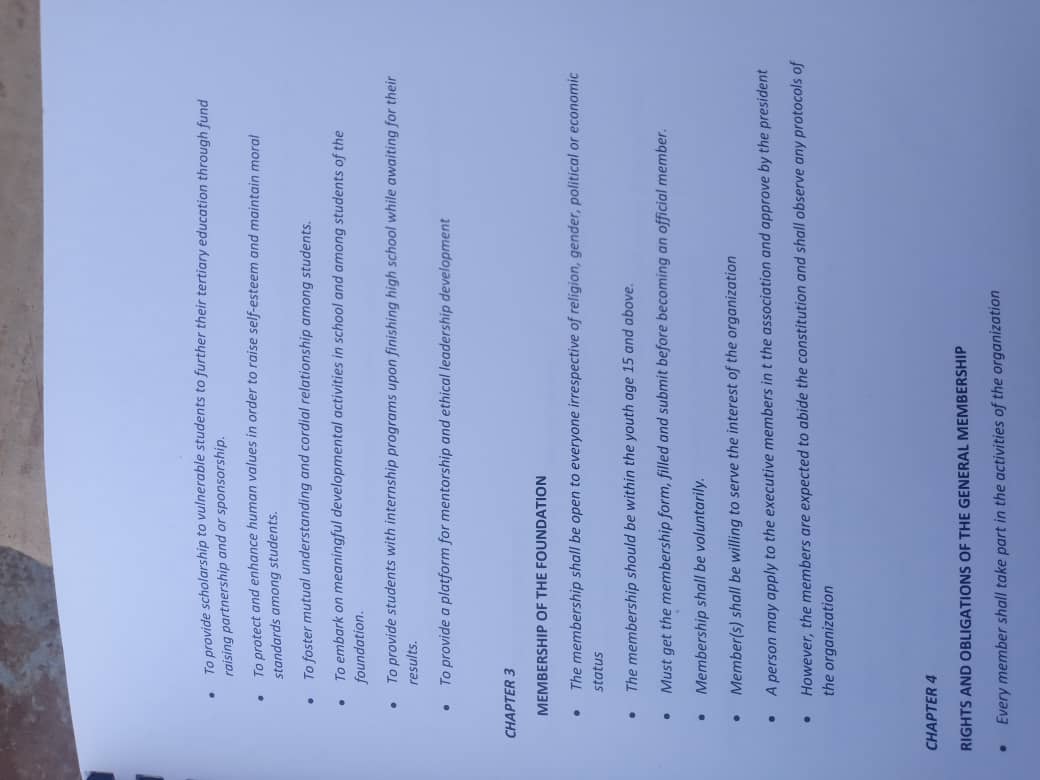 • To provide scholarship to vulnerable students to further their tertiary education through fund
raising partnership and or sponsorship.
• To protect and enhance human values in order to raise self-esteem and maintain moral
standards among students.
• To foster mutual understanding and cordial relationship among students.
• To embark on meaningful developmental activities in school and among students of the
foundation.
• To provide students with internship programs upon finishing high school while awaiting for their
results.
• To provide a platform for mentorship and ethical leadership development
CHAPTER 3
MEMBERSHIP OF THE FOUNDATION
• The membership shall be open to everyone irrespective of religion, gender, political or economic
status
• The membership should be within the youth age 15 and above.
• Must get the membership form, filled and submit before becoming an official member.
• Membership shall be voluntarily.
• Member(s) shall be willing to serve the interest of the organization
• A person may apply to the executive members in t the association and approve by the president
• However, the members are expected to abide the constitution and shall observe any protocols of
the organization
CHAPTER 4
RIGHTS AND OBLIGATIONS OF THE GENERAL MEMBERSHIP
• Every member shall take part in the activities of the organization